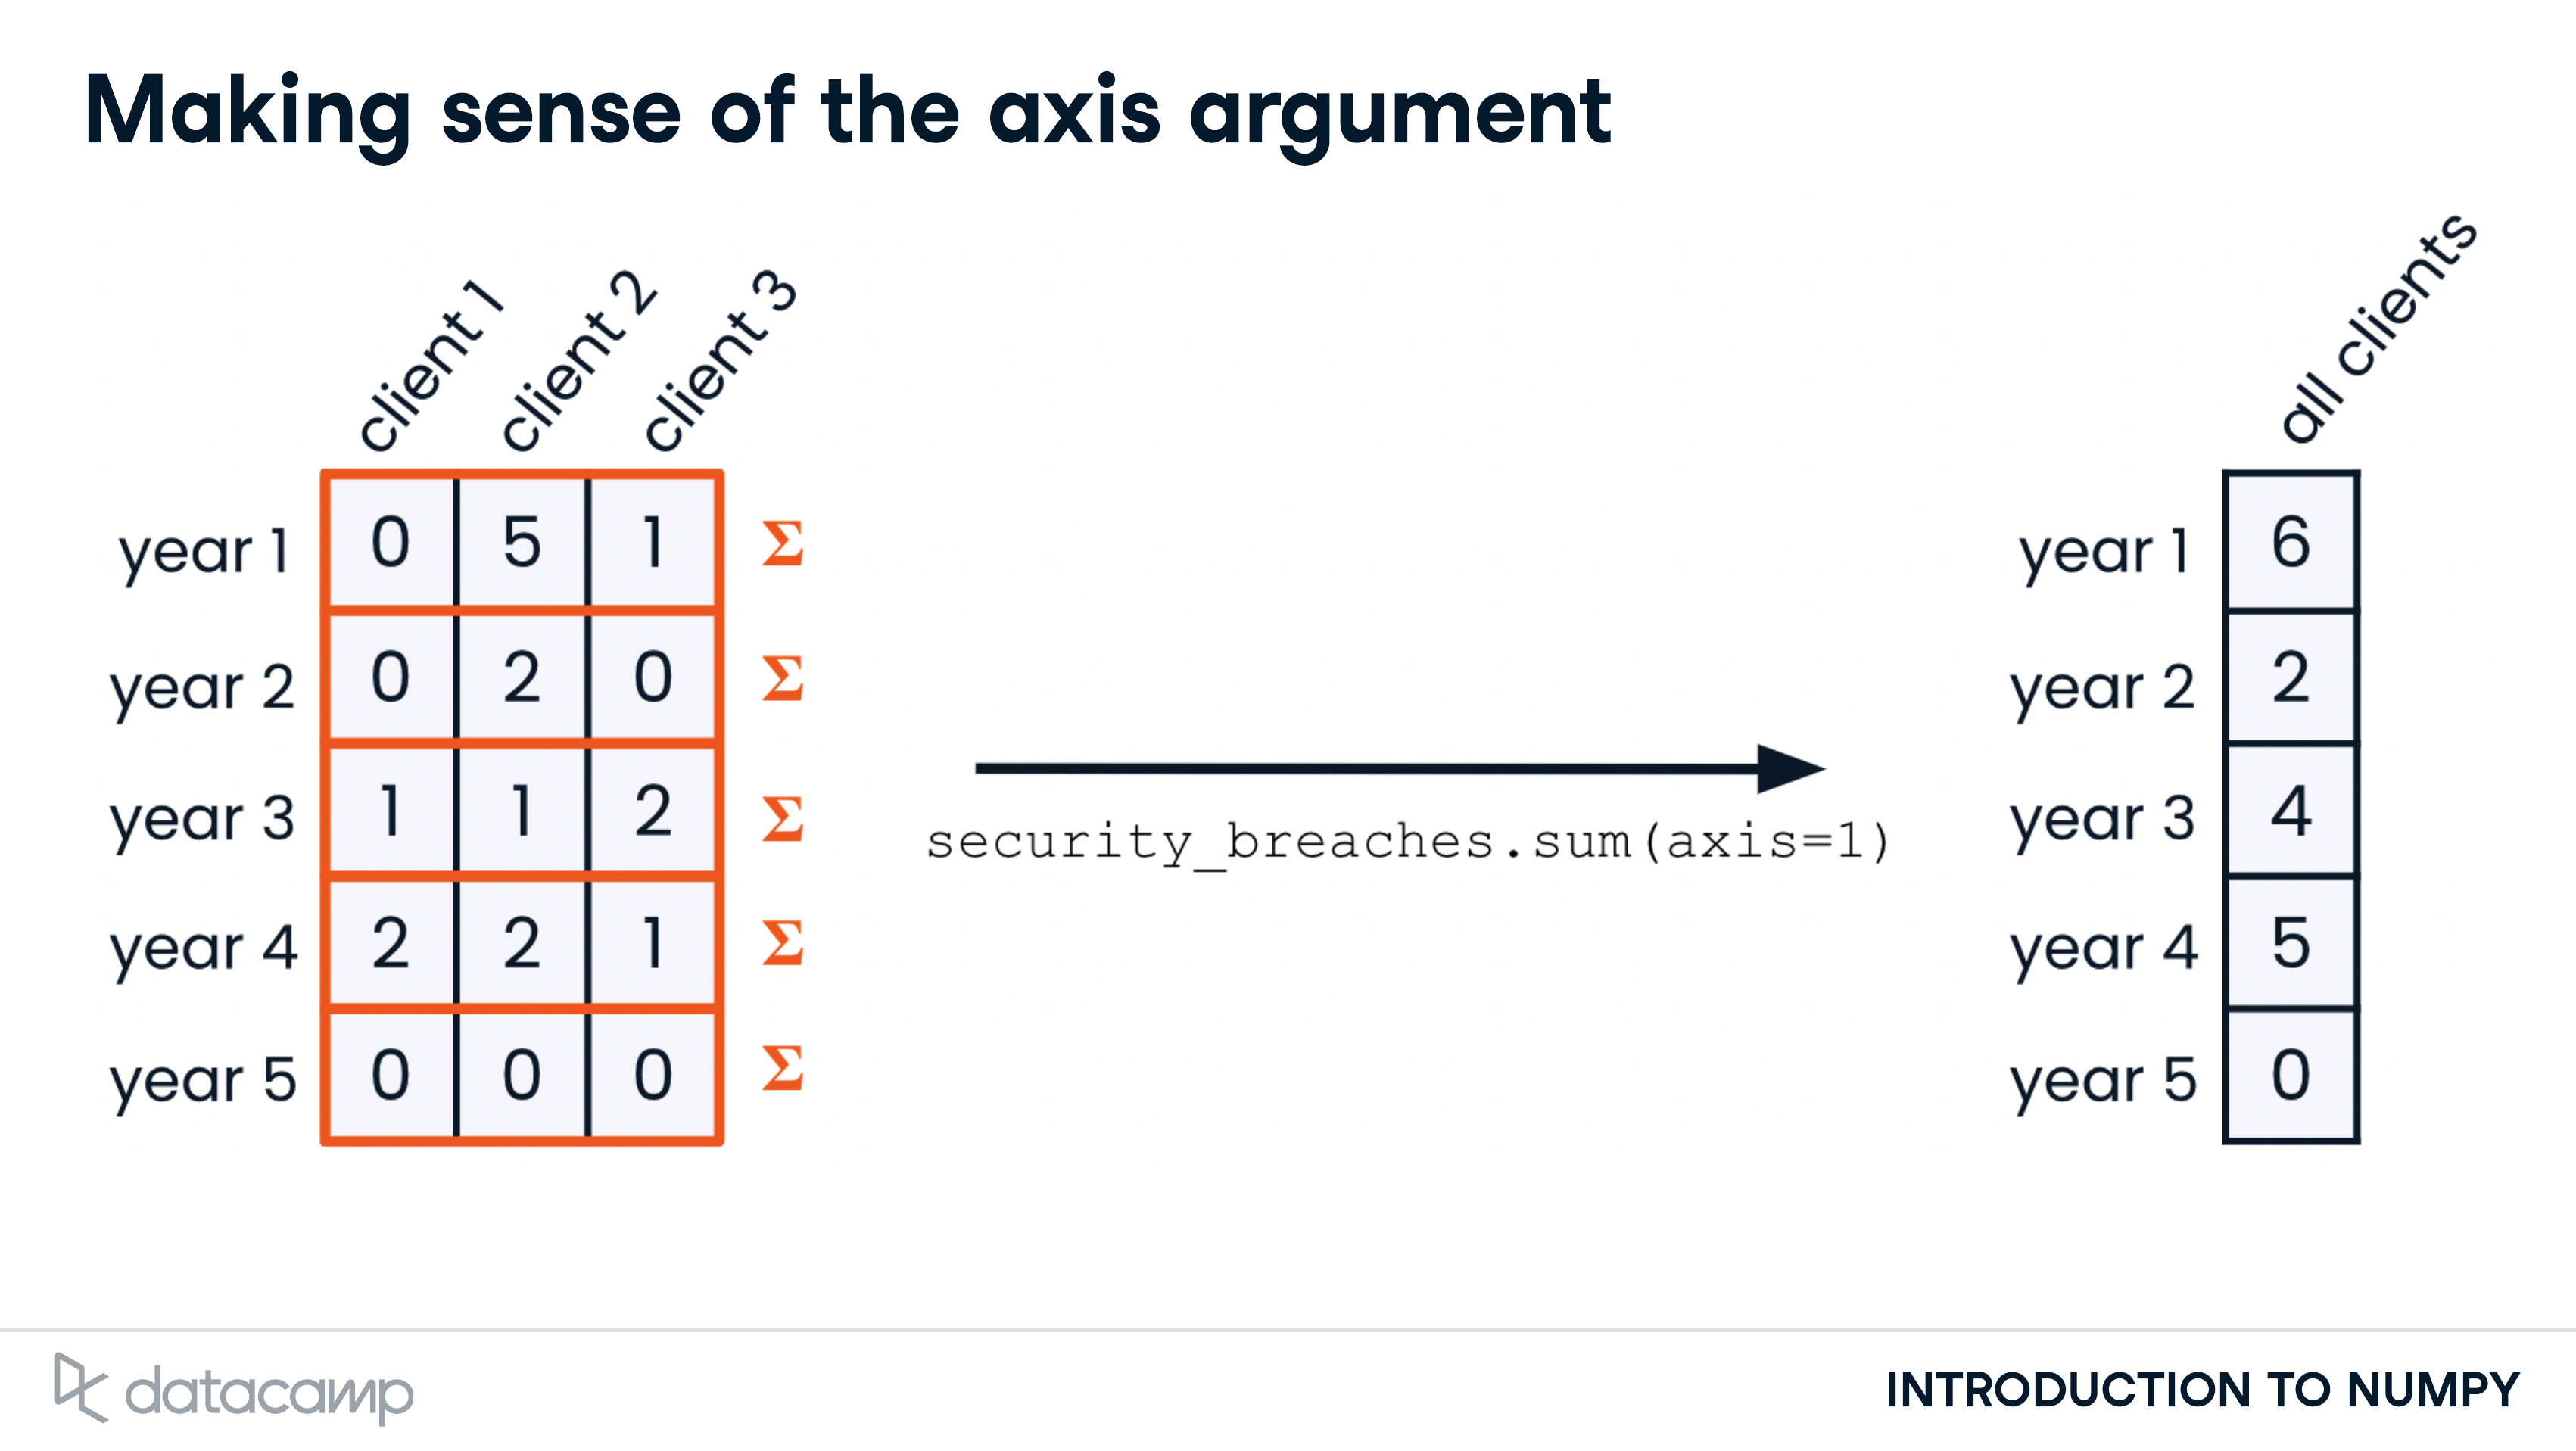 Making sense of the axis argument
client 1 client 2 client 3
all clients
year 1 0 5 1 Σ
year 2 0 2 0 Σ
year 3 1 1 2 Σ
year 4 2 2 1 Σ
year 5 0 0 0 Σ
security_breaches.sum(axis=1)
year 1 6
year 2 2
year 3 4
year 4 5
year 5 0
datacamp
INTRODUCTION TO NUMPY